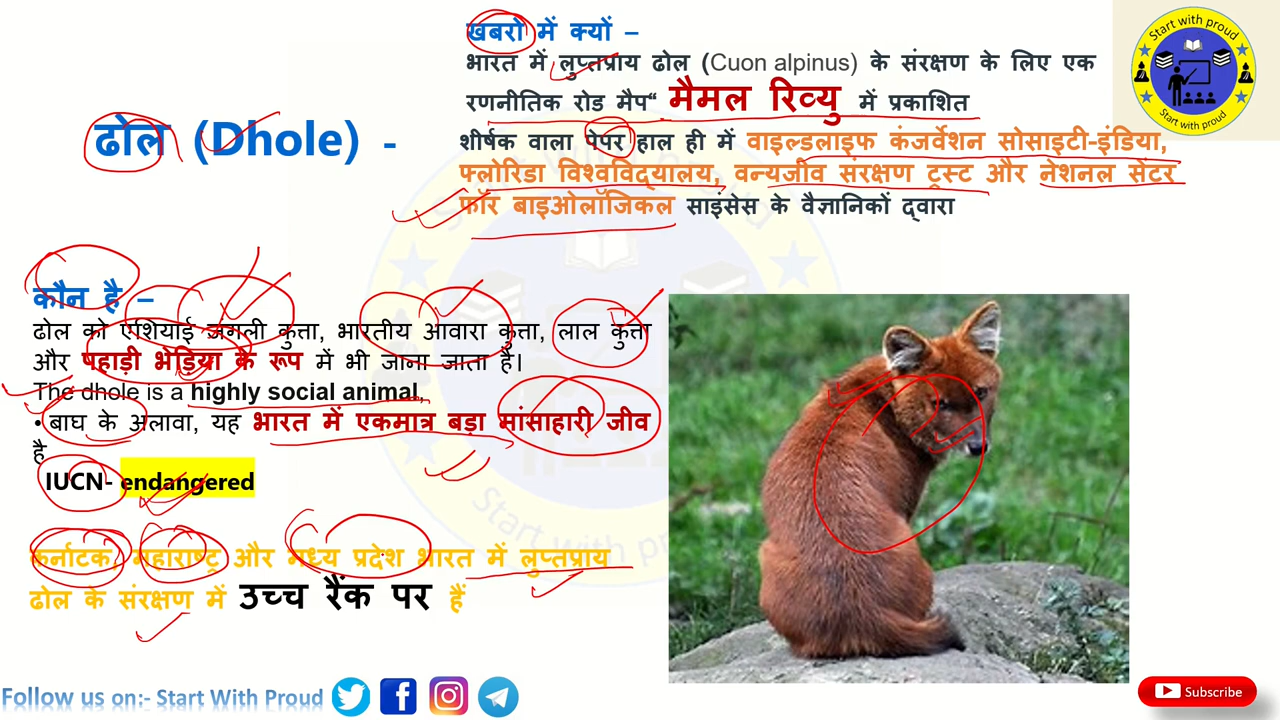 खबरों में क्यों –
भारत में लुप्तप्राय ढोल (Cuon alpinus) के संरक्षण के लिए एक
रणनीतिक रोड मैप“ मैमल रिव्यु में प्रकाशित
शीर्षक वाला पेपर हाल ही में वाइल्डलाइफ कंजर्वेशन सोसाइटी-इंडिया,
फ्लोरिडा विश्वविद्यालय, वन्यजीव संरक्षण ट्रस्ट और नेशनल सेंटर
फॉर बाइओलॉजिकल साइंसेस के वैज्ञानिकों द्वारा
ढोल (Dhole) -
कौन है –
ढोल को एशियाई जंगली कुत्ता, भारतीय आवारा कुत्ता, लाल कुत्ता
और पहाड़ी भेड़िया के रूप में भी जाना जाता है।
The dhole is a highly social animal,
• बाघ के अलावा, यह भारत में एकमात्र बड़ा मांसाहारी जीव
है
IUCN- endangered
कर्नाटक, महाराष्ट्र और मध्य प्रदेश भारत में लुप्तप्राय
ढोल के संरक्षण में उच्च रैंक पर हैं
Start with proud
Start with proud
Follow us on:- Start With Proud
Subscribe